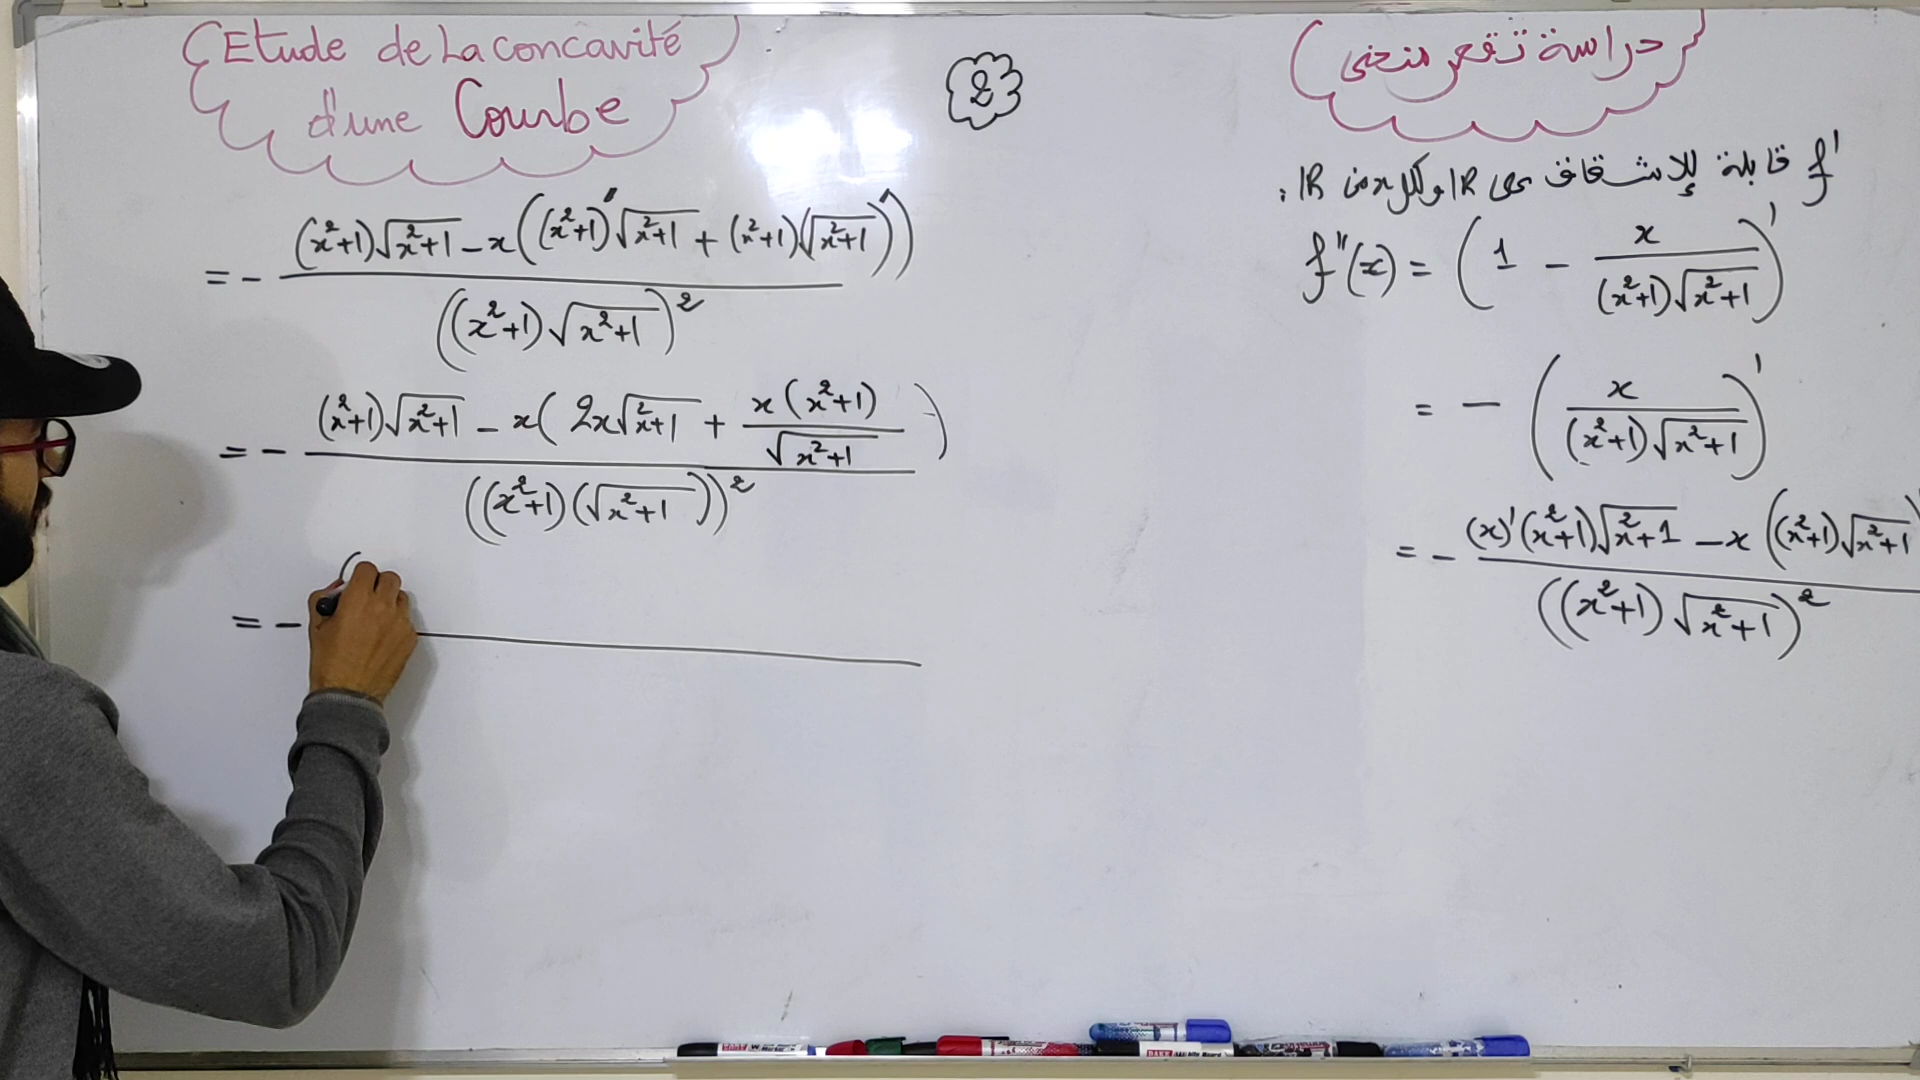 Etude de La concavité
d'une Courbe
2
دراسة تقعر منحنى
f' قابلة للإشتقاق على ℝ ولكل x من ℝ:
f''(x) = (1 - x/((x²+1)√(x²+1)))'
= - (x/((x²+1)√(x²+1)))'
= - ((x)'(x²+1)√(x²+1) - x((x²+1)√(x²+1))')/((x²+1)√(x²+1))²
= - ((x²+1)√(x²+1) - x((x²+1)'√(x²+1) + (x²+1)(√(x²+1))'))/((x²+1)√(x²+1))²
= - ((x²+1)√(x²+1) - x(2x√(x²+1) + x(x²+1)/√(x²+1)))/((x²+1)(√(x²+1)))²
= - (